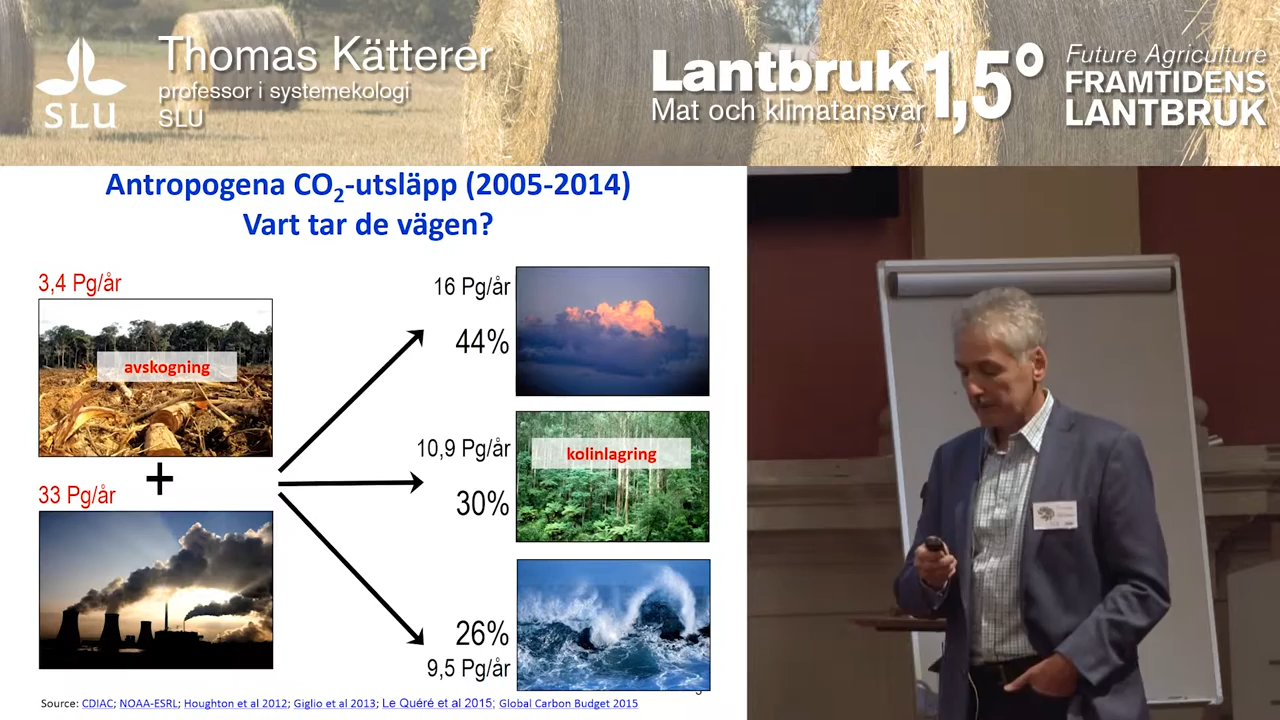 SLU
Thomas Kätterer
professor i systemekologi
SLU
Lantbruk 1,5°
Mat och klimatansvar
Future Agriculture
FRAMTIDENS
LANTBRUK
Antropogena CO2-utsläpp (2005-2014)
Vart tar de vägen?
3,4 Pg/år
avskogning
+
33 Pg/år
16 Pg/år
44%
10,9 Pg/år
30%
kolinlagring
26%
9,5 Pg/år
Source: CDIAC; NOAA-ESRL; Houghton et al 2012; Giglio et al 2013; Le Quéré et al 2015; Global Carbon Budget 2015